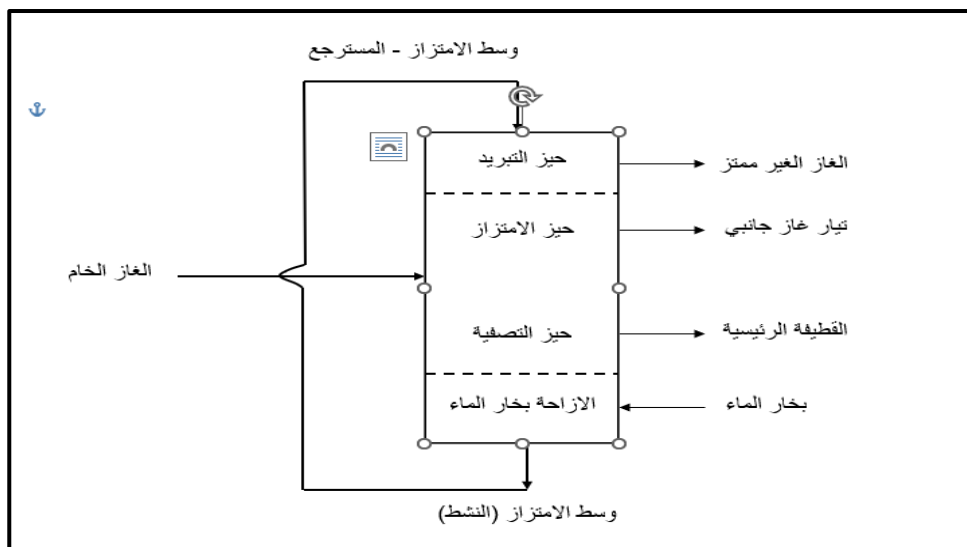 وسط الامتزاز - المسترجع
حيز التبريد
الغاز الغير ممتز
حيز الامتزاز
تيار غاز جانبي
الغاز الخام
حيز التصفية
القطيفة الرئيسية
الازاحة بخار الماء
بخار الماء
وسط الامتزاز (النشط)